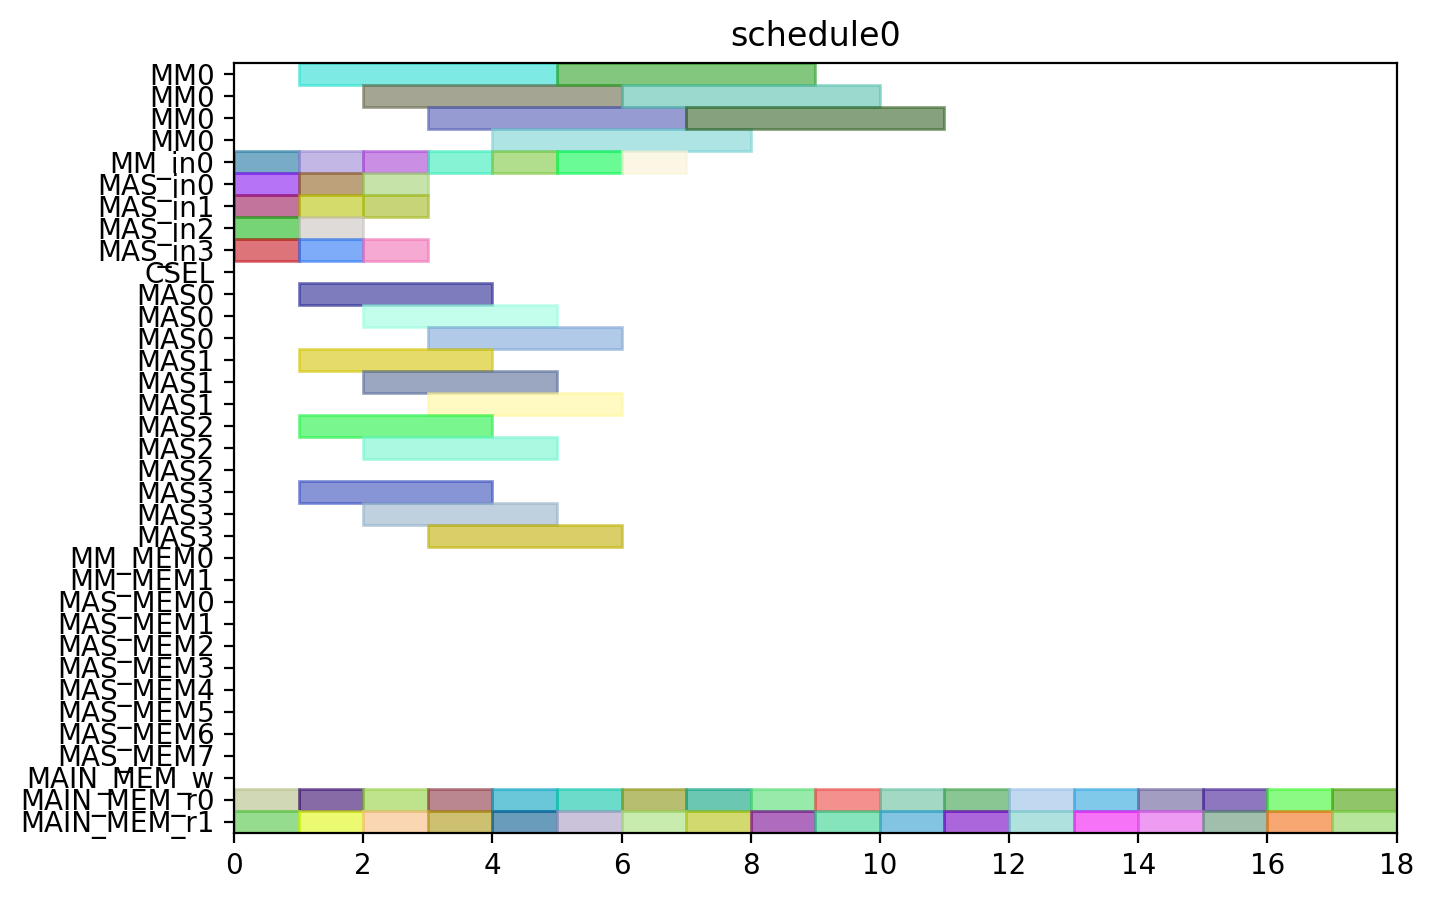 schedule0
MM0
MM0
MM0
MM0
MM_in0
MAS_in0
MAS_in1
MAS_in2
MAS_in3
CSEL
MAS0
MAS0
MAS0
MAS1
MAS1
MAS1
MAS2
MAS2
MAS2
MAS3
MAS3
MAS3
MM_MEM0
MM_MEM1
MAS_MEM0
MAS_MEM1
MAS_MEM2
MAS_MEM3
MAS_MEM4
MAS_MEM5
MAS_MEM6
MAS_MEM7
MAIN_MEM_w
MAIN_MEM_r0
MAIN_MEM_r1
0 2 4 6 8 10 12 14 16 18